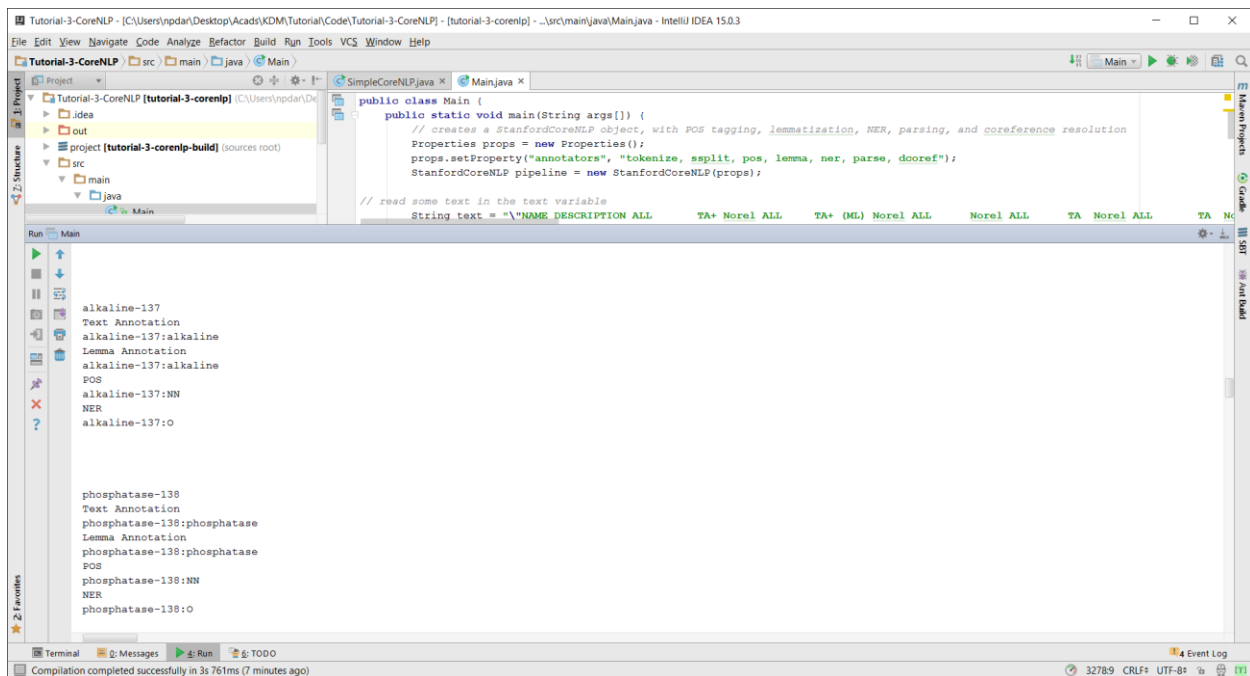 Tutorial-3-CoreNLP - [C:\Users\npdar\Desktop\Acads\KDM\Tutorial\Code\Tutorial-3-CoreNLP] - [tutorial-3-corenlp] - ...\src\main\java\Main.java - IntelliJ IDEA 15.0.3
File Edit View Navigate Code Analyze Refactor Build Run Tools VCS Window Help
Tutorial-3-CoreNLP src main java Main
Main
1: Project
Z: Structure
2: Favorites
Project
Tutorial-3-CoreNLP [tutorial-3-corenlp] (C:\Users\npdar\De
.idea
out
project [tutorial-3-corenlp-build] (sources root)
src
main
java
Main
SimpleCoreNLP.java × Main.java ×
public class Main {
public static void main(String args[]) {
// creates a StanfordCoreNLP object, with POS tagging, lemmatization, NER, parsing, and coreference resolution
Properties props = new Properties();
props.setProperty("annotators", "tokenize, ssplit, pos, lemma, ner, parse, dcoref");
StanfordCoreNLP pipeline = new StanfordCoreNLP(props);
// read some text in the text variable
String text = "\"NAME DESCRIPTION ALL TA+ Norel ALL TA+ (ML) Norel ALL Norel ALL TA Norel ALL TA No
Maven Projects
Gradle
SBT
Ant Build
Run Main
alkaline-137
Text Annotation
alkaline-137:alkaline
Lemma Annotation
alkaline-137:alkaline
POS
alkaline-137:NN
NER
alkaline-137:O
phosphatase-138
Text Annotation
phosphatase-138:phosphatase
Lemma Annotation
phosphatase-138:phosphatase
POS
phosphatase-138:NN
NER
phosphatase-138:O
Terminal 0: Messages 4: Run 6: TODO 4 Event Log
Compilation completed successfully in 3s 761ms (7 minutes ago) 3278:9 CRLF UTF-8 [T]